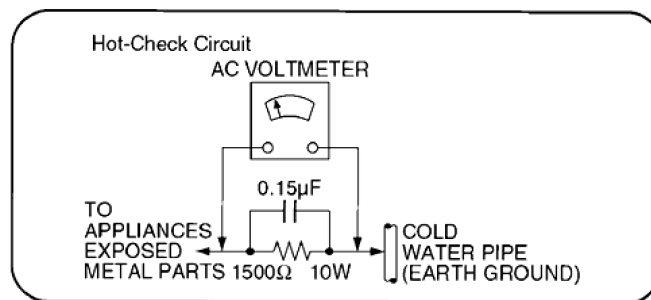 Hot-Check Circuit
AC VOLTMETER
0.15µF
TO
APPLIANCES
EXPOSED
METAL PARTS
1500Ω 10W
COLD
WATER PIPE
(EARTH GROUND)